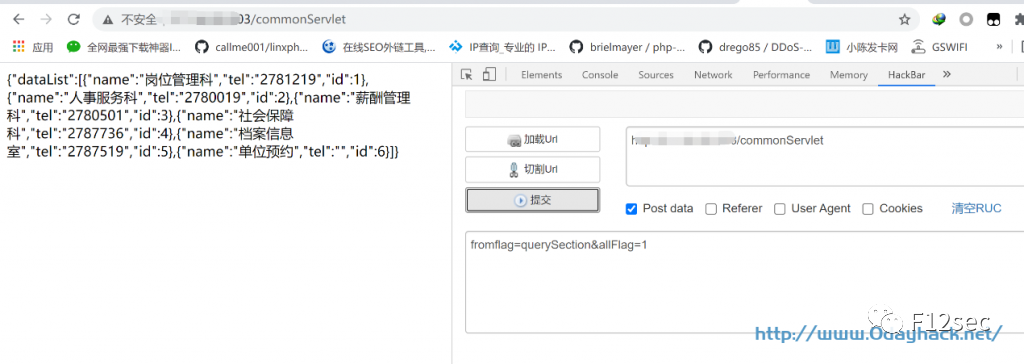 不安全 03/commonServlet
应用 全网最强下载神器I... callme001/linxph... 在线SEO外链工具,... IP查询_专业的 IP... brielmayer / php-... drego85 / DDoS-... 小陈发卡网 GSWIFI »
{"dataList":[{"name":"岗位管理科","tel":"2781219","id":1},
{"name":"人事服务科","tel":"2780019","id":2},{"name":"薪酬管理
科","tel":"2780501","id":3},{"name":"社会保障
科","tel":"2787736","id":4},{"name":"档案信息
室","tel":"2787519","id":5},{"name":"单位预约","tel":"","id":6}]}
Elements Console Sources Network Performance Memory HackBar »
加载Url
/commonServlet
切割Url
提交
Post data Referer User Agent Cookies 清空RUC
fromflag=querySection&allFlag=1
F12sec
http://www.0dayhack.net/